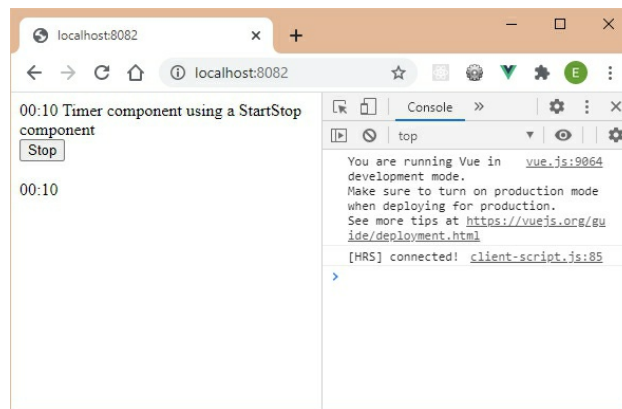 localhost:8082
localhost:8082
E
00:10 Timer component using a StartStop
component
Stop
00:10
Console
top
You are running Vue in vue.js:9064
development mode.
Make sure to turn on production mode
when deploying for production.
See more tips at https://vuejs.org/gu
ide/deployment.html
[HRS] connected! client-script.js:85